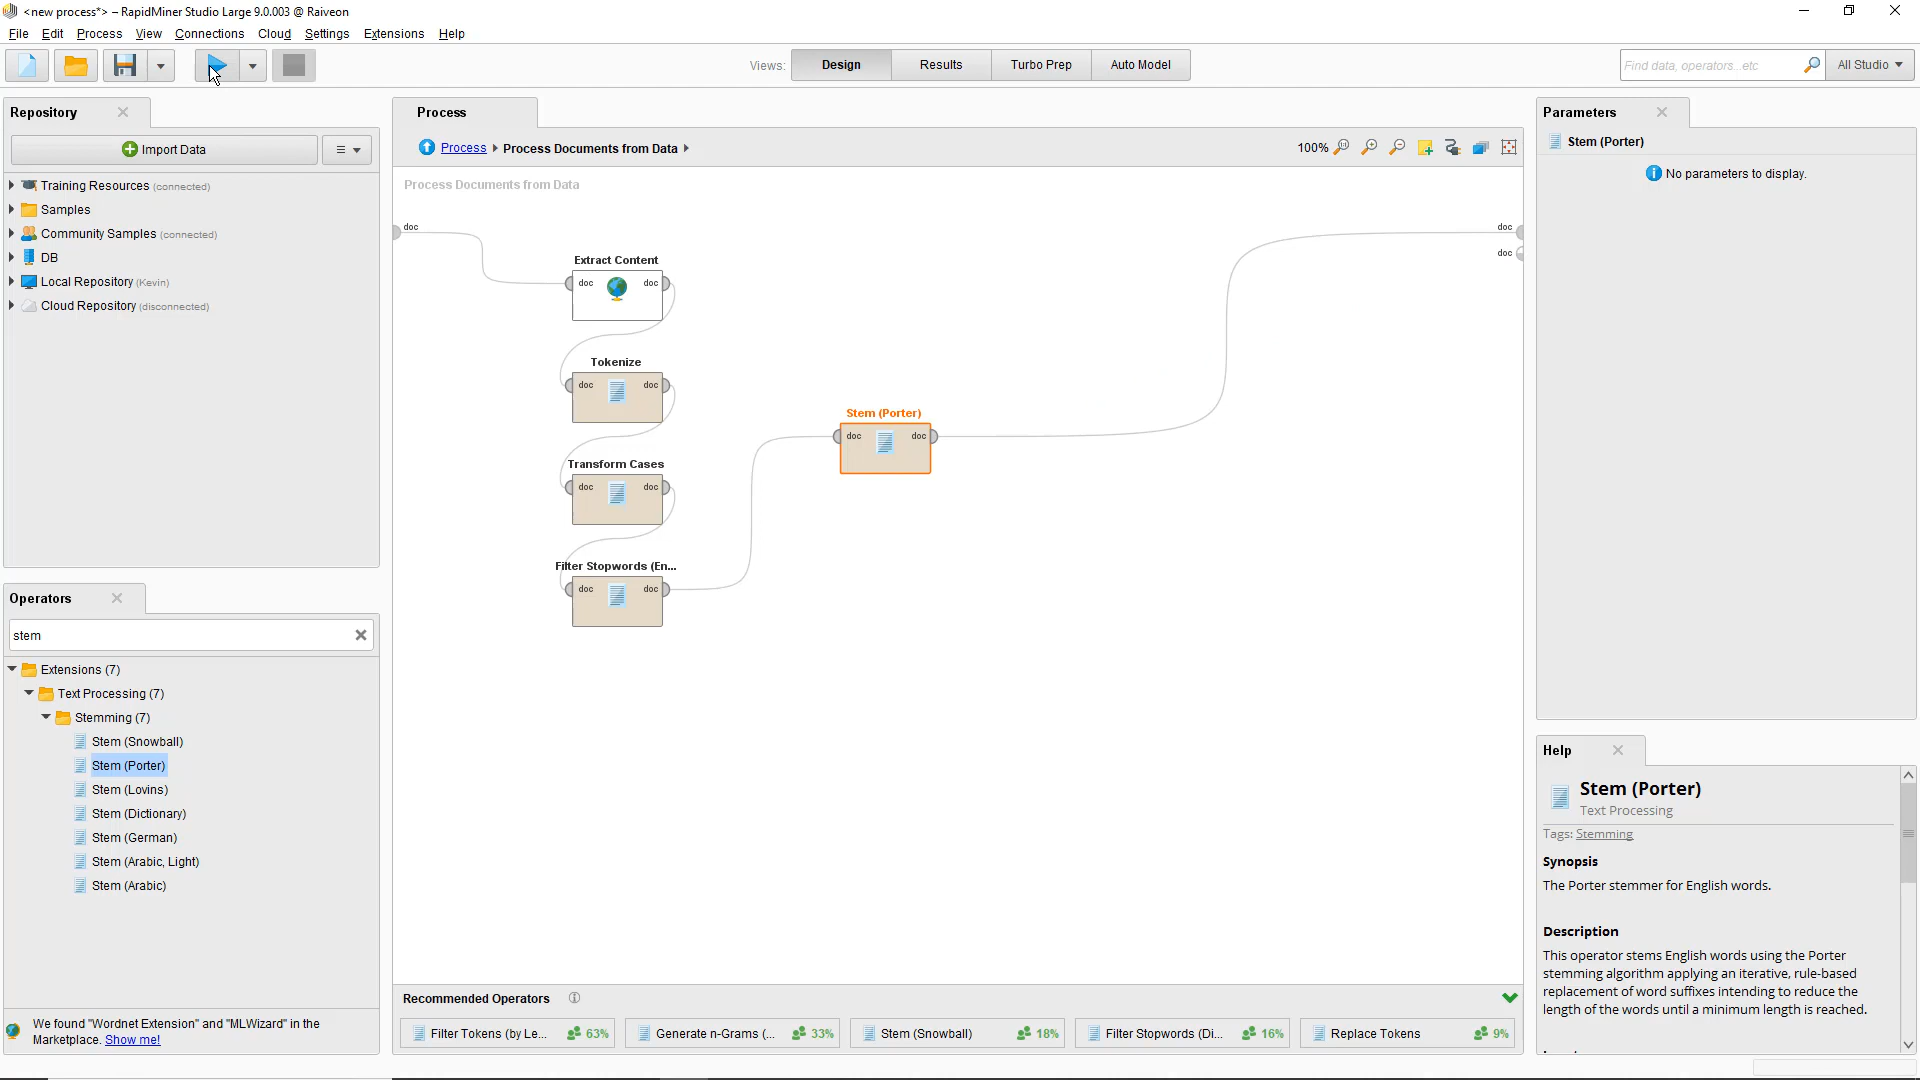 <new process*> – RapidMiner Studio Large 9.0.003 @ Raiveon
File Edit Process View Connections Cloud Settings Extensions Help
Views: Design Results Turbo Prep Auto Model
Find data, operators...etc All Studio
Repository
Import Data
Training Resources (connected)
Samples
Community Samples (connected)
DB
Local Repository (Kevin)
Cloud Repository (disconnected)
Operators
stem
Extensions (7)
Text Processing (7)
Stemming (7)
Stem (Snowball)
Stem (Porter)
Stem (Lovins)
Stem (Dictionary)
Stem (German)
Stem (Arabic, Light)
Stem (Arabic)
We found "Wordnet Extension" and "MLWizard" in the
Marketplace. Show me!
Process
Process Process Documents from Data
100%
Process Documents from Data
doc
doc
doc
Extract Content
doc doc
Tokenize
doc doc
Transform Cases
doc doc
Filter Stopwords (En...
doc doc
Stem (Porter)
doc doc
Recommended Operators
Filter Tokens (by Le... 63%
Generate n-Grams (... 33%
Stem (Snowball) 18%
Filter Stopwords (Di... 16%
Replace Tokens 9%
Parameters
Stem (Porter)
No parameters to display.
Help
Stem (Porter)
Text Processing
Tags: Stemming
Synopsis
The Porter stemmer for English words.
Description
This operator stems English words using the Porter
stemming algorithm applying an iterative, rule-based
replacement of word suffixes intending to reduce the
length of the words until a minimum length is reached.